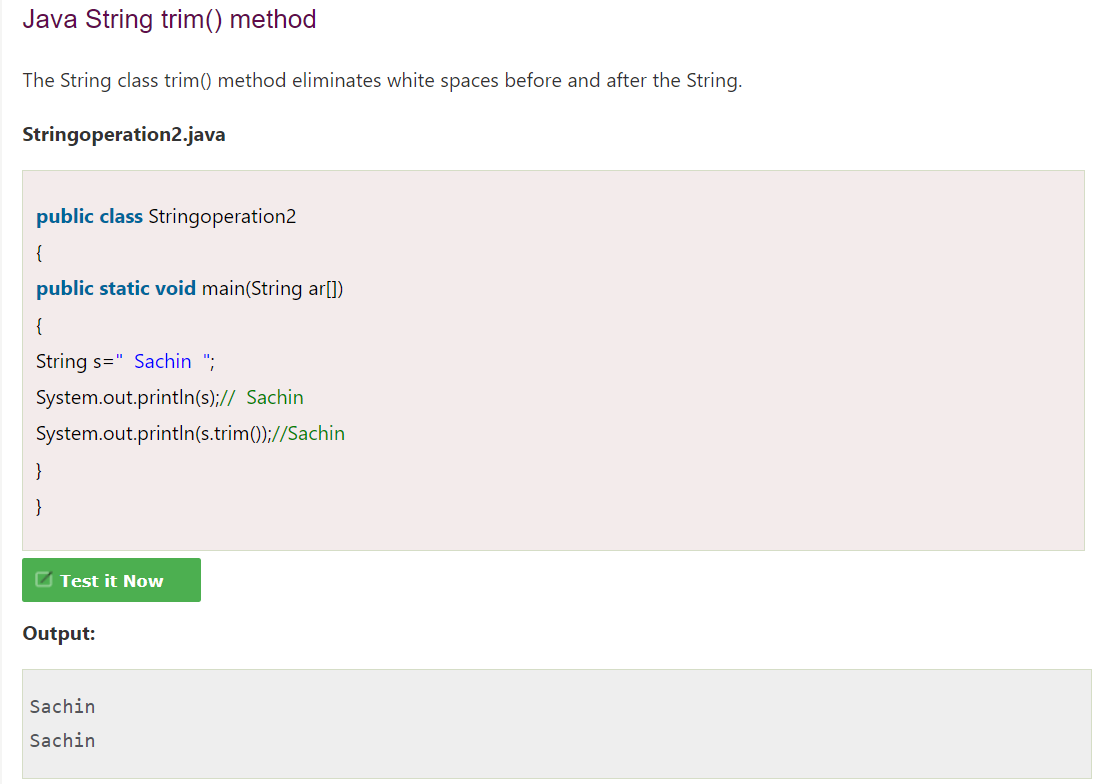 Java String trim() method
The String class trim() method eliminates white spaces before and after the String.
Stringoperation2.java
public class Stringoperation2
{
public static void main(String ar[])
{
String s="  Sachin  ";
System.out.println(s);//  Sachin
System.out.println(s.trim());//Sachin
}
}
Test it Now
Output:
Sachin
Sachin